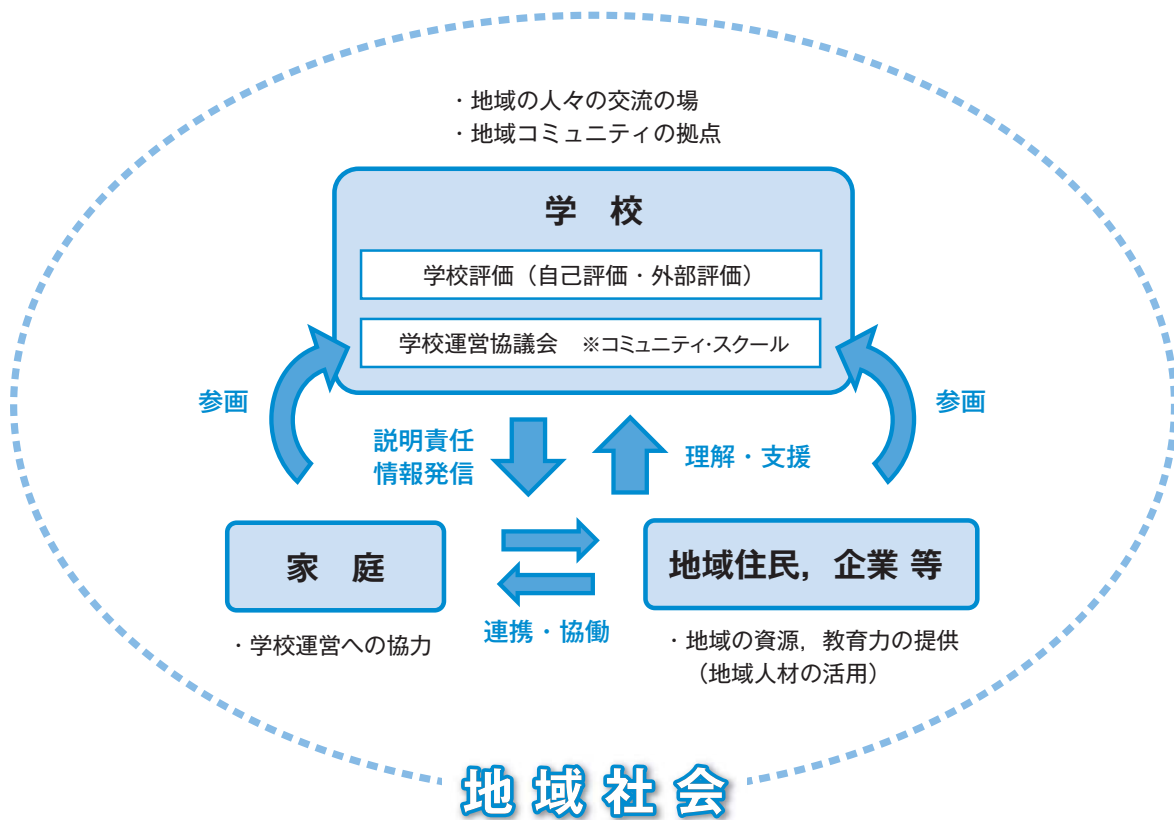 ・地域の人々の交流の場
・地域コミュニティの拠点
学　校
学校評価（自己評価・外部評価）
学校運営協議会　※コミュニティ・スクール
参画
参画
説明責任
情報発信
理解・支援
家　庭
地域住民，企業 等
連携・協働
・学校運営への協力
・地域の資源，教育力の提供
（地域人材の活用）
地域社会